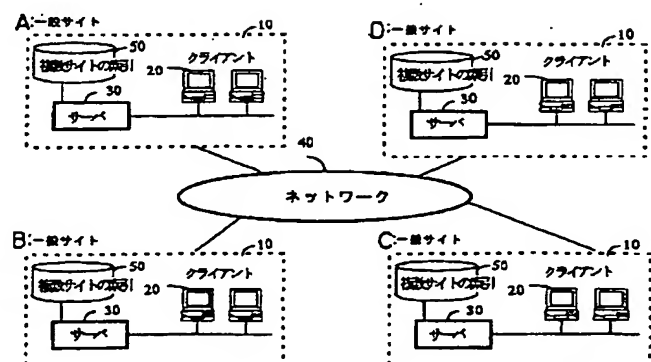 A:一般サイト
10
50
複数サイトの索引
クライアント
20
30
サーバ
D:一般サイト
10
50
複数サイトの索引
クライアント
20
30
サーバ
40
ネットワーク
B:一般サイト
10
50
複数サイトの索引
クライアント
20
30
サーバ
C:一般サイト
10
50
複数サイトの索引
クライアント
20
30
サーバ